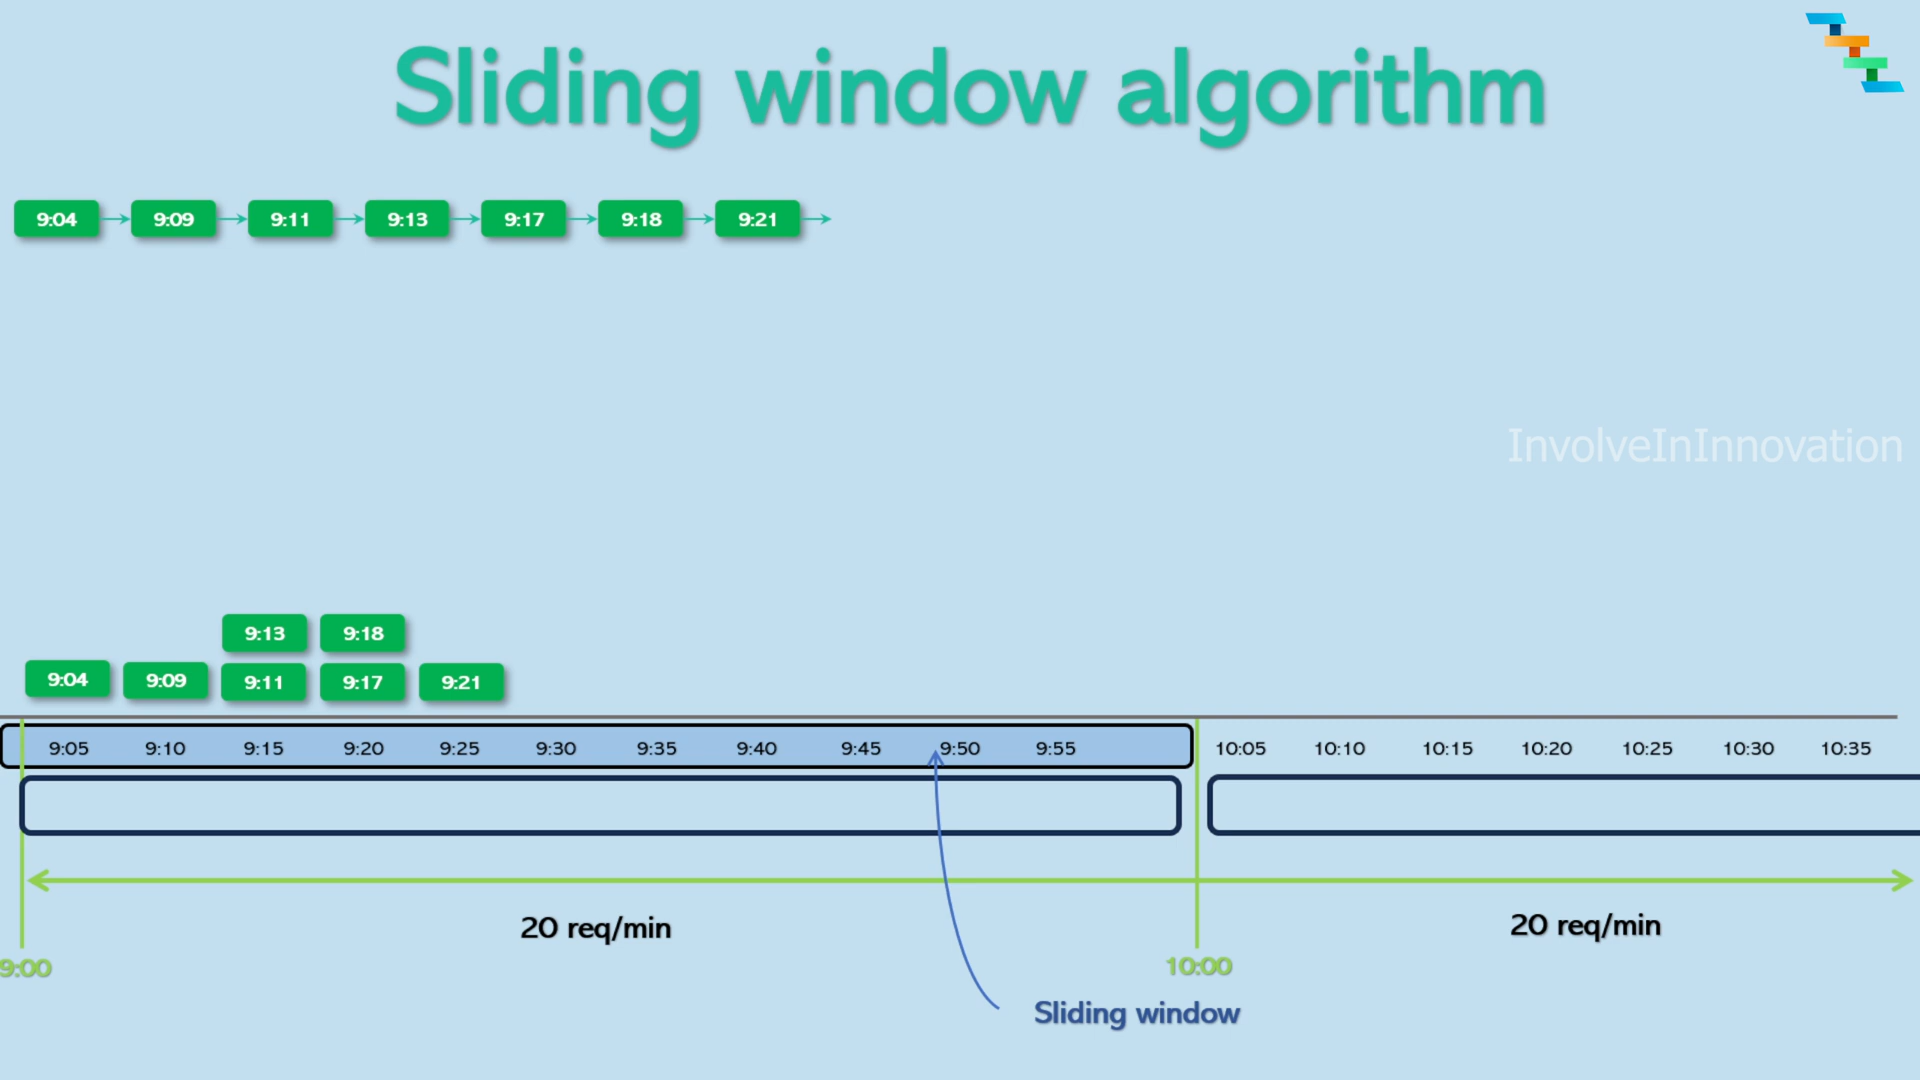 Sliding window algorithm
9:04 9:09 9:11 9:13 9:17 9:18 9:21
InvolveInInnovation
9:13 9:18
9:04 9:09 9:11 9:17 9:21
9:05 9:10 9:15 9:20 9:25 9:30 9:35 9:40 9:45 9:50 9:55 10:05 10:10 10:15 10:20 10:25 10:30 10:35
20 req/min 20 req/min
9:00 10:00
Sliding window